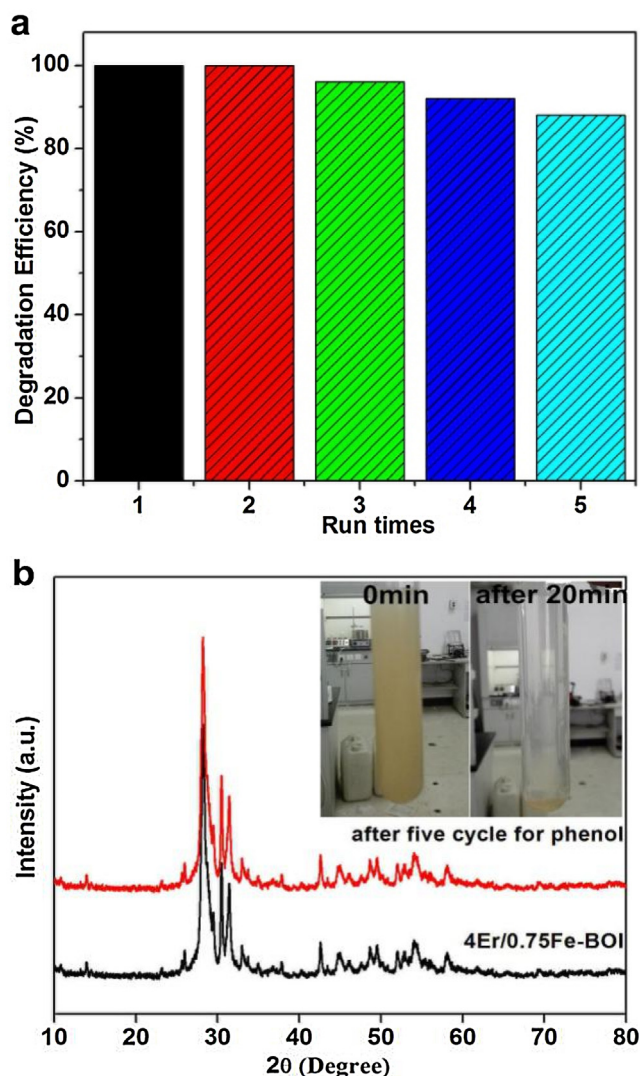 a
Degradation Efficiency (%)
100
80
60
40
20
0
1 2 3 4 5
Run times
b
Intensity (a.u.)
0min after 20min
after five cycle for phenol
4Er/0.75Fe-BOI
10 20 30 40 50 60 70 80
2θ (Degree)